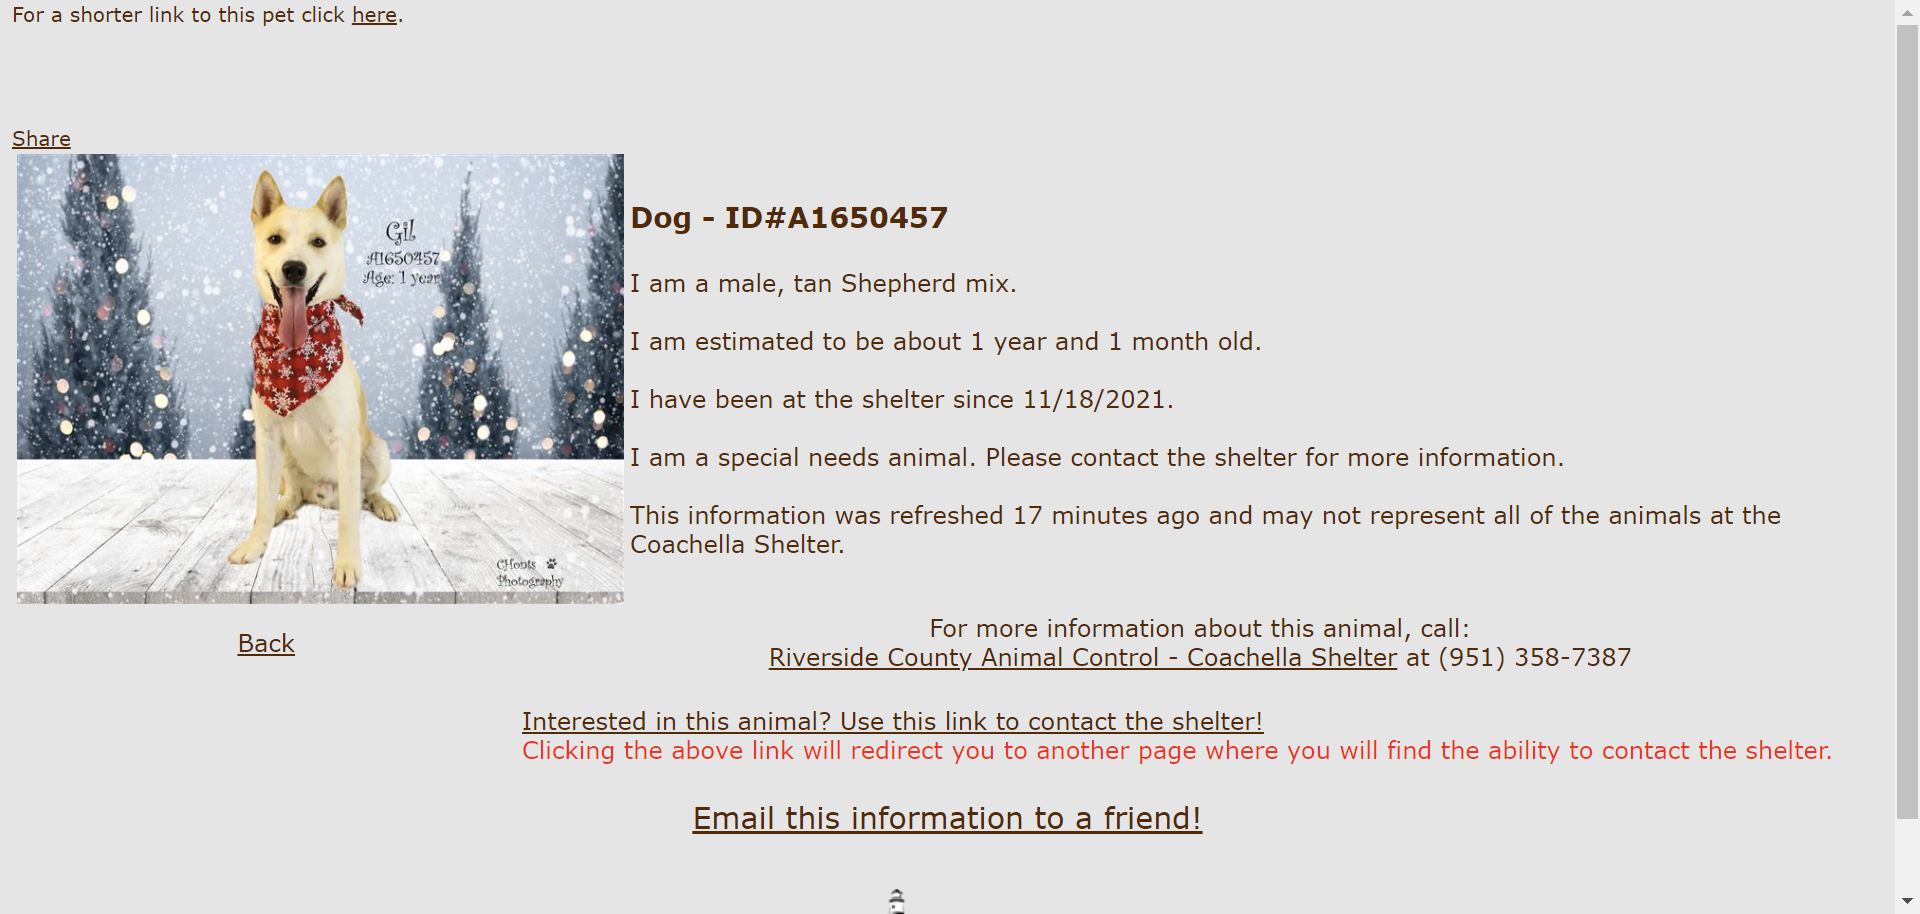 For a shorter link to this pet click here.
Share
Gil
A1650457
Age: 1 year
CHonts
Photography
Dog - ID#A1650457
I am a male, tan Shepherd mix.
I am estimated to be about 1 year and 1 month old.
I have been at the shelter since 11/18/2021.
I am a special needs animal. Please contact the shelter for more information.
This information was refreshed 17 minutes ago and may not represent all of the animals at the
Coachella Shelter.
Back
For more information about this animal, call:
Riverside County Animal Control - Coachella Shelter at (951) 358-7387
Interested in this animal? Use this link to contact the shelter!
Clicking the above link will redirect you to another page where you will find the ability to contact the shelter.
Email this information to a friend!